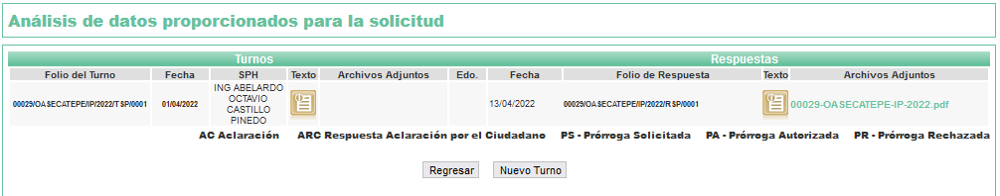 Análisis de datos proporcionados para la solicitud
Turnos Respuestas
Folio del Turno Fecha SPH Texto Archivos Adjuntos Edo. Fecha Folio de Respuesta Texto Archivos Adjuntos
00029/OASECATEPE/IP/2022/TSP/0001 01/04/2022 ING ABELARDO
OCTAVIO
CASTILLO
PINEDO
13/04/2022 00029/OASECATEPE/IP/2022/RSP/0001 00029-OASECATEPE-IP-2022.pdf
AC Aclaración ARC Respuesta Aclaración por el Ciudadano PS - Prórroga Solicitada PA - Prórroga Autorizada PR - Prórroga Rechazada
Regresar Nuevo Turno